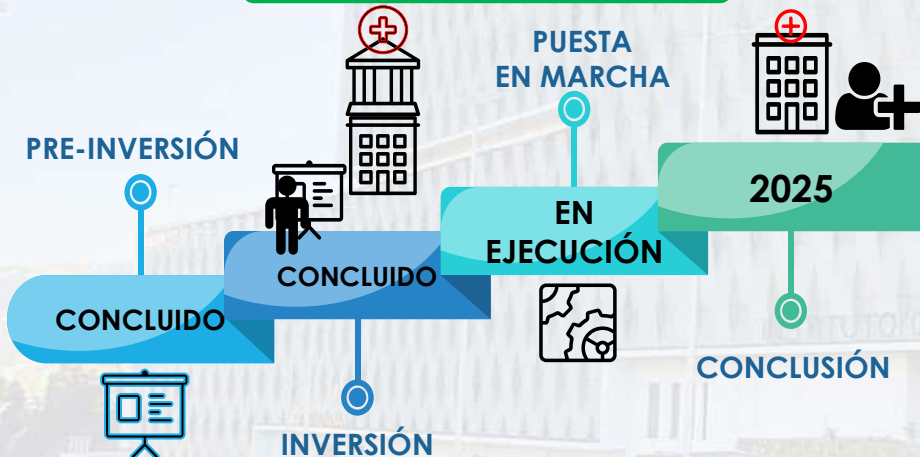 PRE-INVERSIÓN
CONCLUIDO
CONCLUIDO
INVERSIÓN
PUESTA
EN MARCHA
EN
EJECUCIÓN
2025
CONCLUSIÓN